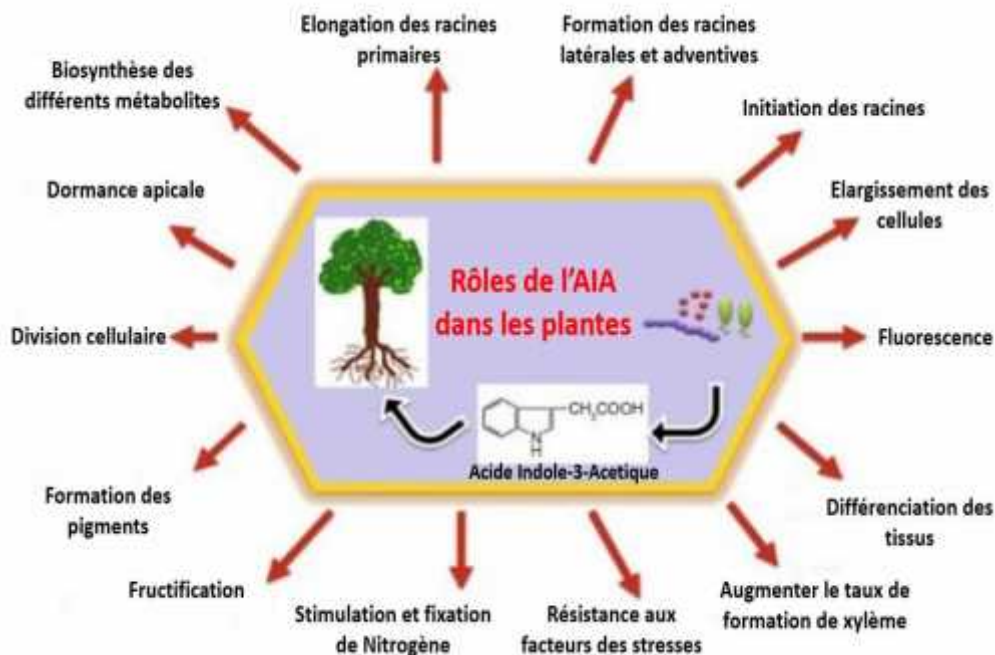 Elongation des racines
primaires
Formation des racines
latérales et adventives
Biosynthèse des
différents métabolites
Initiation des racines
Dormance apicale
Elargissement des
cellules
Rôles de l'AIA
dans les plantes
Division cellulaire
Fluorescence
CH₂COOH
N
H
Acide Indole-3-Acetique
Formation des
pigments
Différenciation des
tissus
Fructification
Stimulation et fixation
de Nitrogène
Résistance aux
facteurs des stresses
Augmenter le taux de
formation de xylème